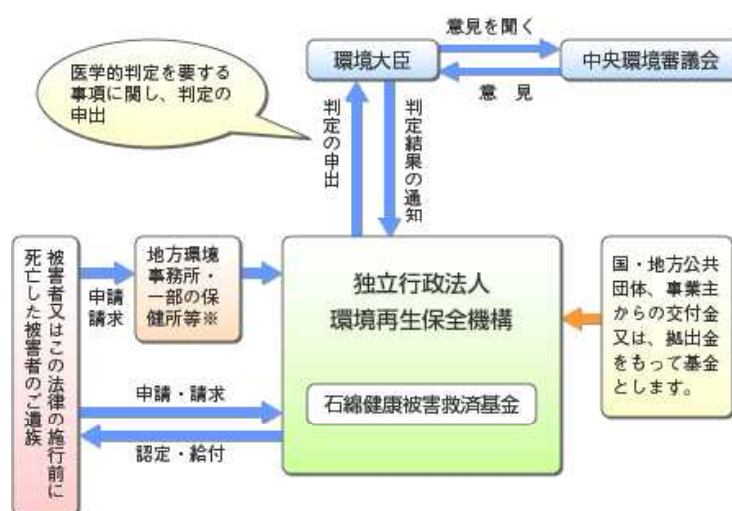 意見を聞く
環境大臣
中央環境審議会
意　見
医学的判定を要する
事項に関し、判定の
申出
判定の申出
判定結果の通知
被害者又はこの法律の施行前に
死亡した被害者のご遺族
申請
請求
地方環境
事務所・
一部の保
健所等※
独立行政法人
環境再生保全機構
国・地方公共
団体、事業主
からの交付金
又は、拠出金
をもって基金
とします。
石綿健康被害救済基金
申請・請求
認定・給付